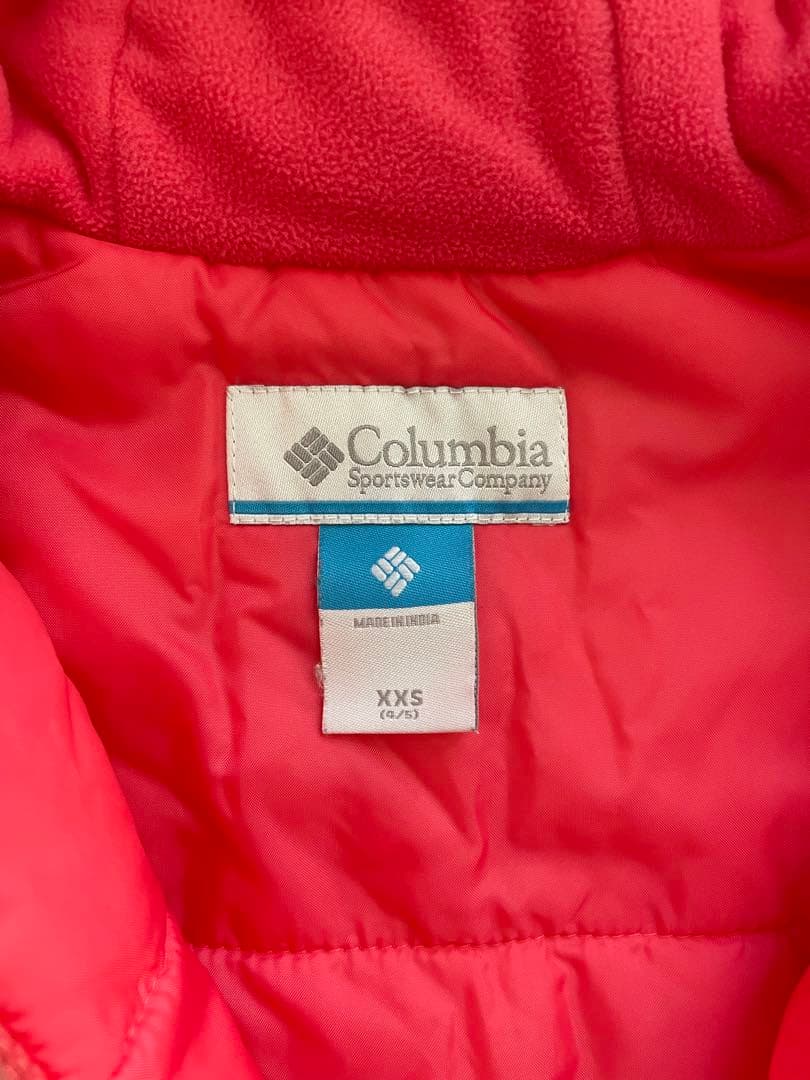 Columbia
Sportswear Company
MADE IN INDIA
XXS
(4/5)